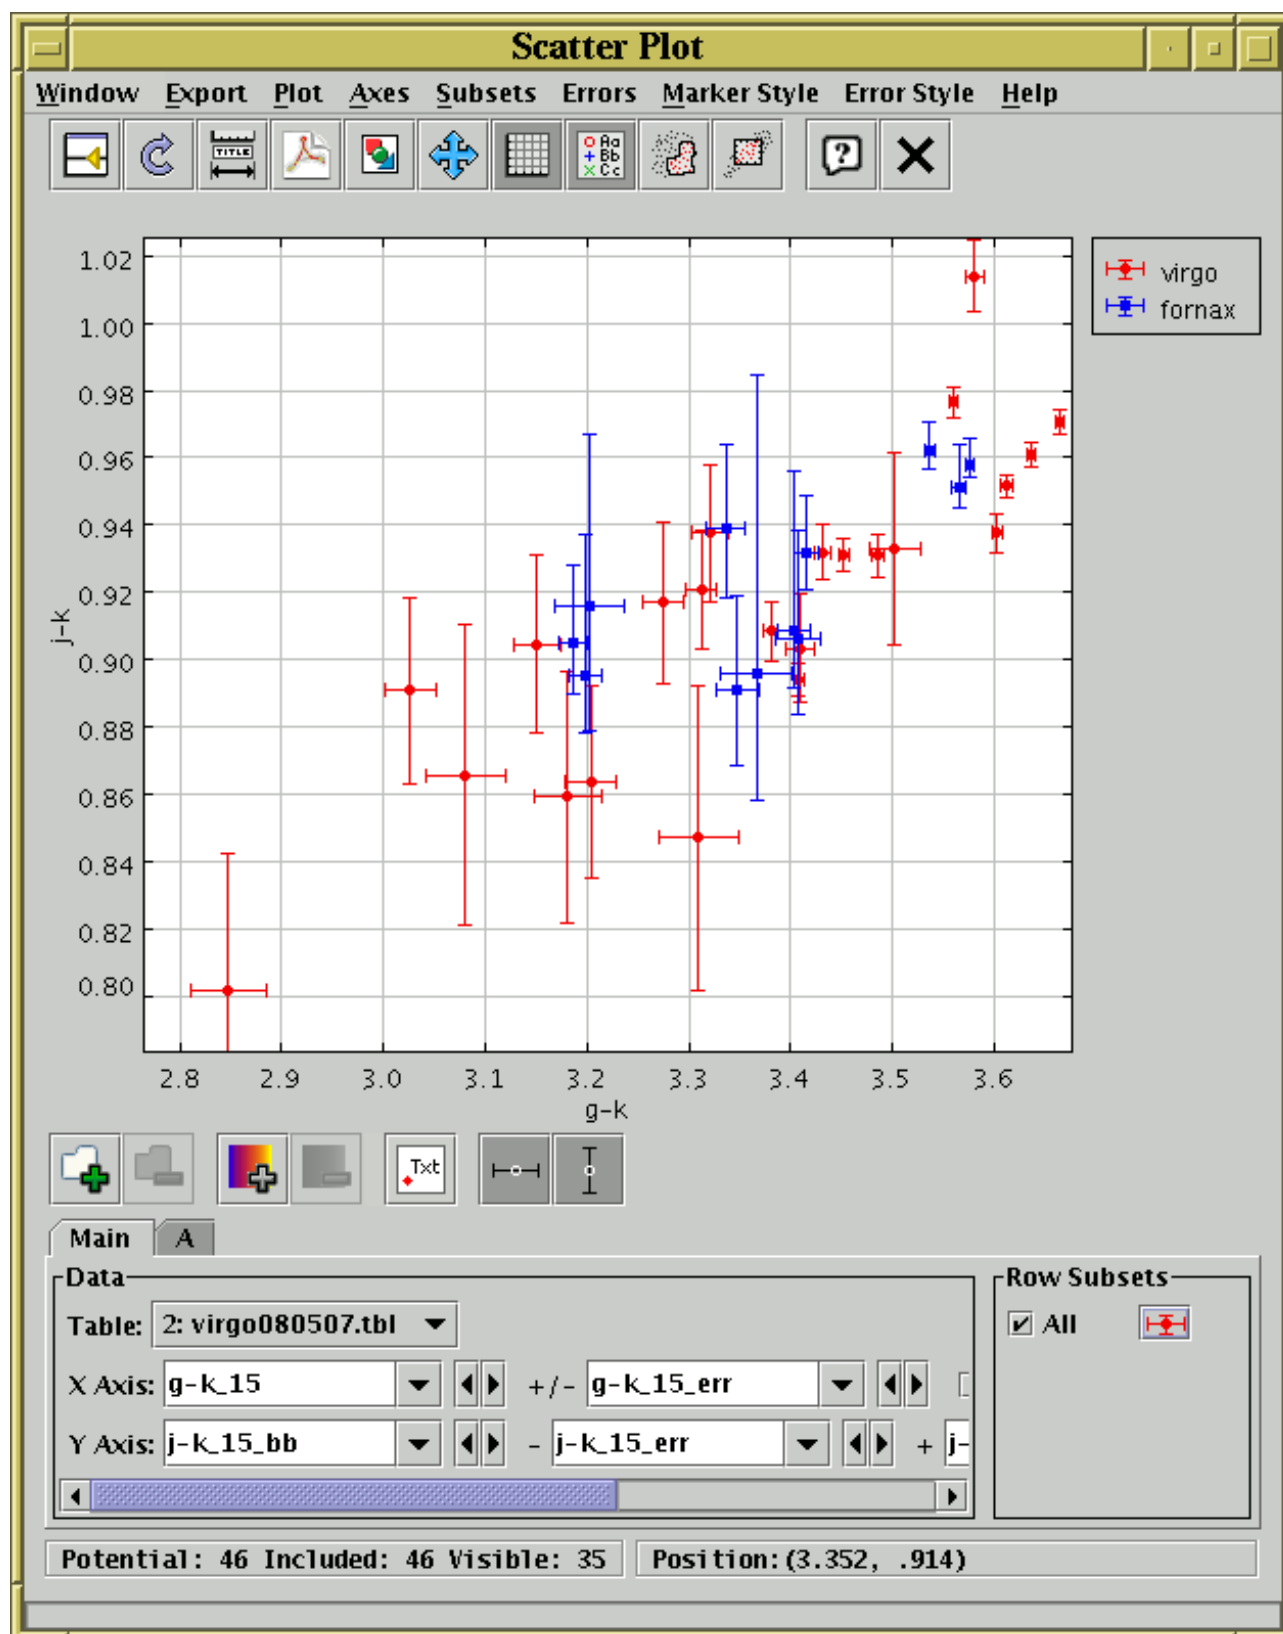 Scatter Plot
Window Export Plot Axes Subsets Errors Marker Style Error Style Help
TITLE
Aa
Bb
Cc
?
virgo
fornax
1.02
1.00
0.98
0.96
0.94
0.92
0.90
0.88
0.86
0.84
0.82
0.80
j-k
2.8 2.9 3.0 3.1 3.2 3.3 3.4 3.5 3.6
g-k
Txt
Main A
Data
Table: 2: virgo080507.tbl
X Axis: g-k_15 +/- g-k_15_err
Y Axis: j-k_15_bb - j-k_15_err + j-
Row Subsets
All
Potential: 46 Included: 46 Visible: 35 Position:(3.352, .914)